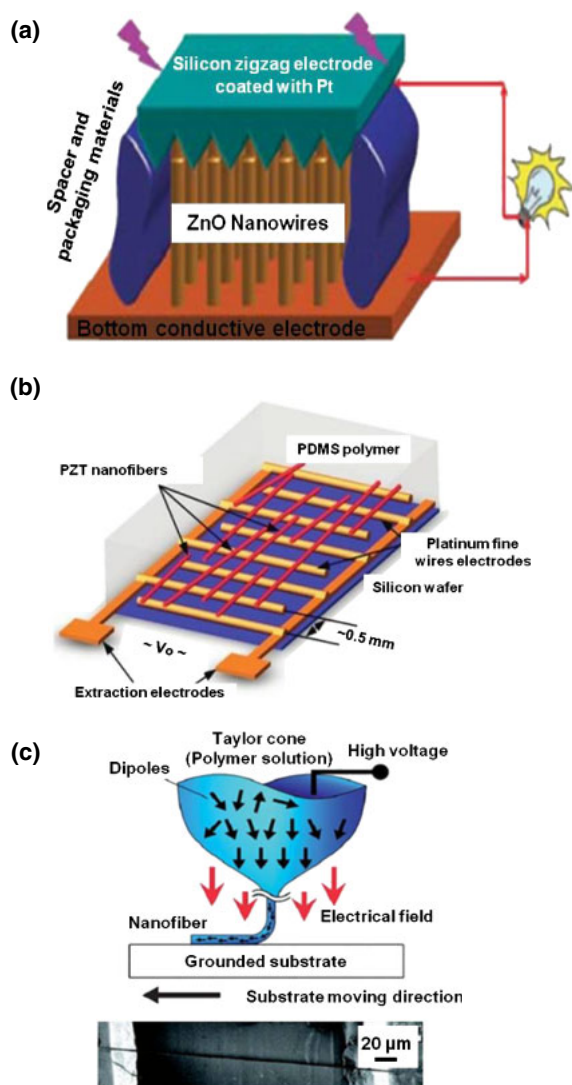 (a)
Silicon zigzag electrode
coated with Pt
Spacer and
packaging materials
ZnO Nanowires
Bottom conductive electrode
(b)
PDMS polymer
PZT nanofibers
Platinum fine
wires electrodes
Silicon wafer
~0.5 mm
~ Vo ~
Extraction electrodes
(c)
Taylor cone
(Polymer solution)
High voltage
Dipoles
Nanofiber
Electrical field
Grounded substrate
Substrate moving direction
20 µm